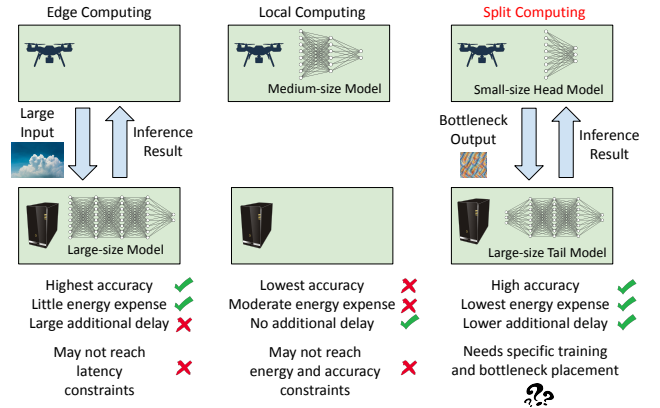 Edge Computing
Local Computing
Split Computing
Medium-size Model
Small-size Head Model
Large
Input
Inference
Result
Bottleneck
Output
Inference
Result
Large-size Model
Large-size Tail Model
Highest accuracy
Little energy expense
Large additional delay
May not reach
latency
constraints
Lowest accuracy
Moderate energy expense
No additional delay
May not reach
energy and accuracy
constraints
High accuracy
Lowest energy expense
Lower additional delay
Needs specific training
and bottleneck placement
???